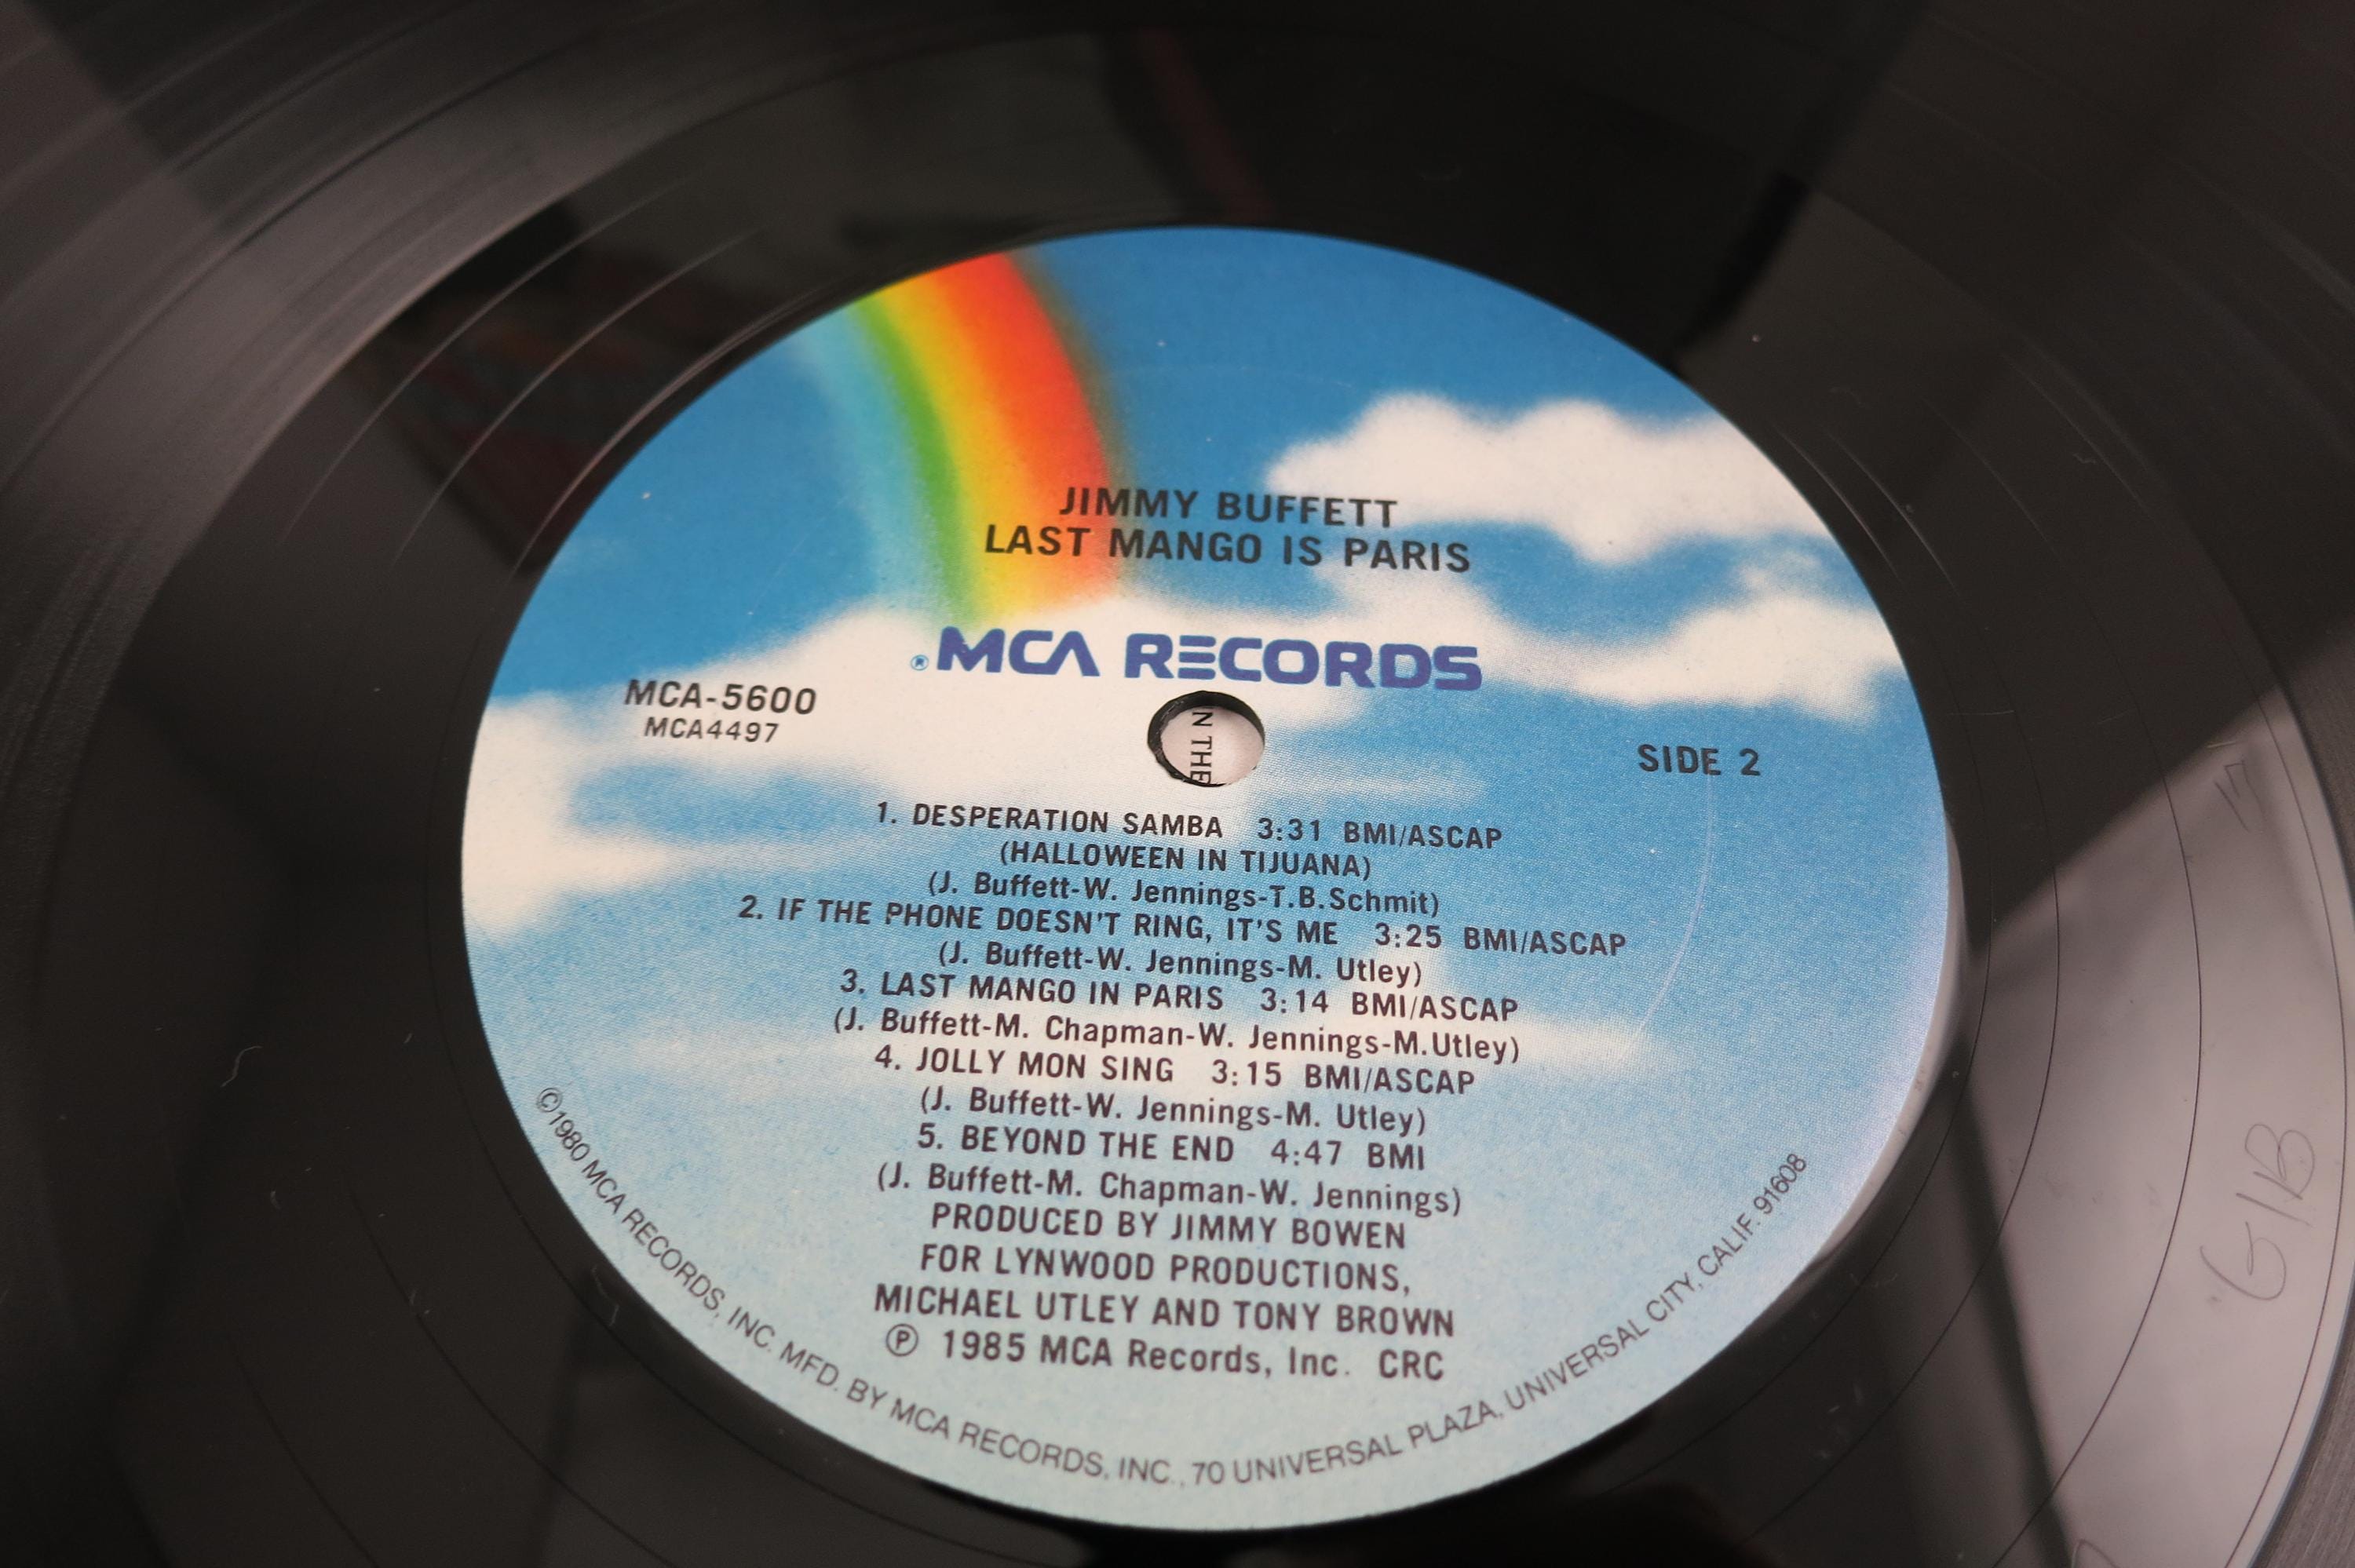 JIMMY BUFFETT
LAST MANGO IS PARIS
® MCA RECORDS
MCA-5600
MCA4497
N THE
SIDE 2
1. DESPERATION SAMBA 3:31 BMI/ASCAP
(HALLOWEEN IN TIJUANA)
(J. Buffett-W. Jennings-T.B.Schmit)
2. IF THE PHONE DOESN'T RING, IT'S ME 3:25 BMI/ASCAP
(J. Buffett-W. Jennings-M. Utley)
3. LAST MANGO IN PARIS 3:14 BMI/ASCAP
(J. Buffett-M. Chapman-W. Jennings-M.Utley)
4. JOLLY MON SING 3:15 BMI/ASCAP
(J. Buffett-W. Jennings-M. Utley)
5. BEYOND THE END 4:47 BMI
(J. Buffett-M. Chapman-W. Jennings)
PRODUCED BY JIMMY BOWEN
FOR LYNWOOD PRODUCTIONS,
MICHAEL UTLEY AND TONY BROWN
Ⓟ 1985 MCA Records, Inc. CRC
©1980 MCA RECORDS, INC. MFD. BY MCA RECORDS, INC., 70 UNIVERSAL PLAZA, UNIVERSAL CITY, CALIF. 91608